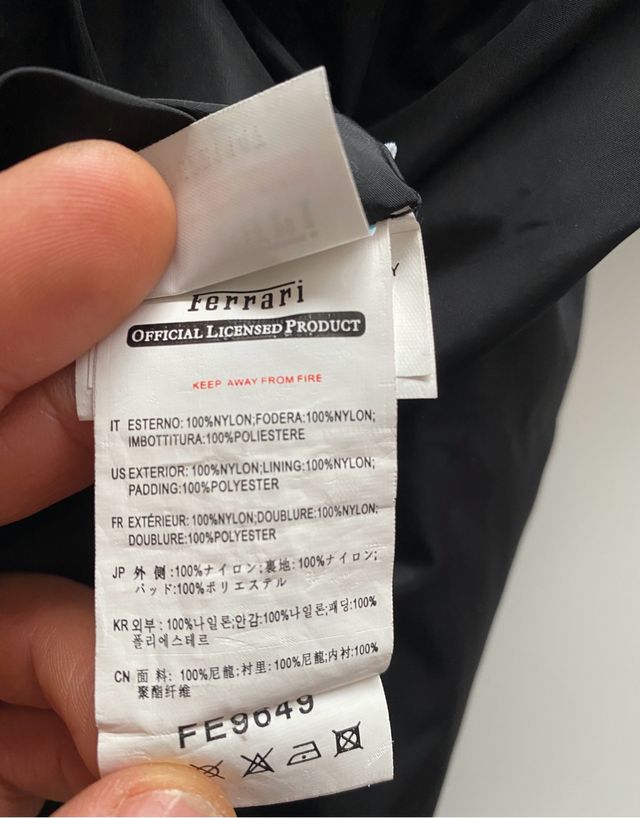 Ferrari
OFFICIAL LICENSED PRODUCT
Y
KEEP AWAY FROM FIRE
IT ESTERNO: 100%NYLON;FODERA:100%NYLON;
IMBOTTITURA:100%POLIESTERE
US EXTERIOR: 100%NYLON;LINING:100%NYLON;
PADDING:100%POLYESTER
FR EXTÉRIEUR: 100%NYLON;DOUBLURE:100%NYLON;
DOUBLURE:100%POLYESTER
JP 外 側 :100%ナイロン;裏地:100%ナイロン;
パッド:100%ポリエステル
KR 외부 : 100%나일론;안감:100%나일론;패딩:100%
폴리에스테르
CN 面 料: 100%尼龍;衬里:100%尼龍;内衬:100%
聚酯纤维
FE9649